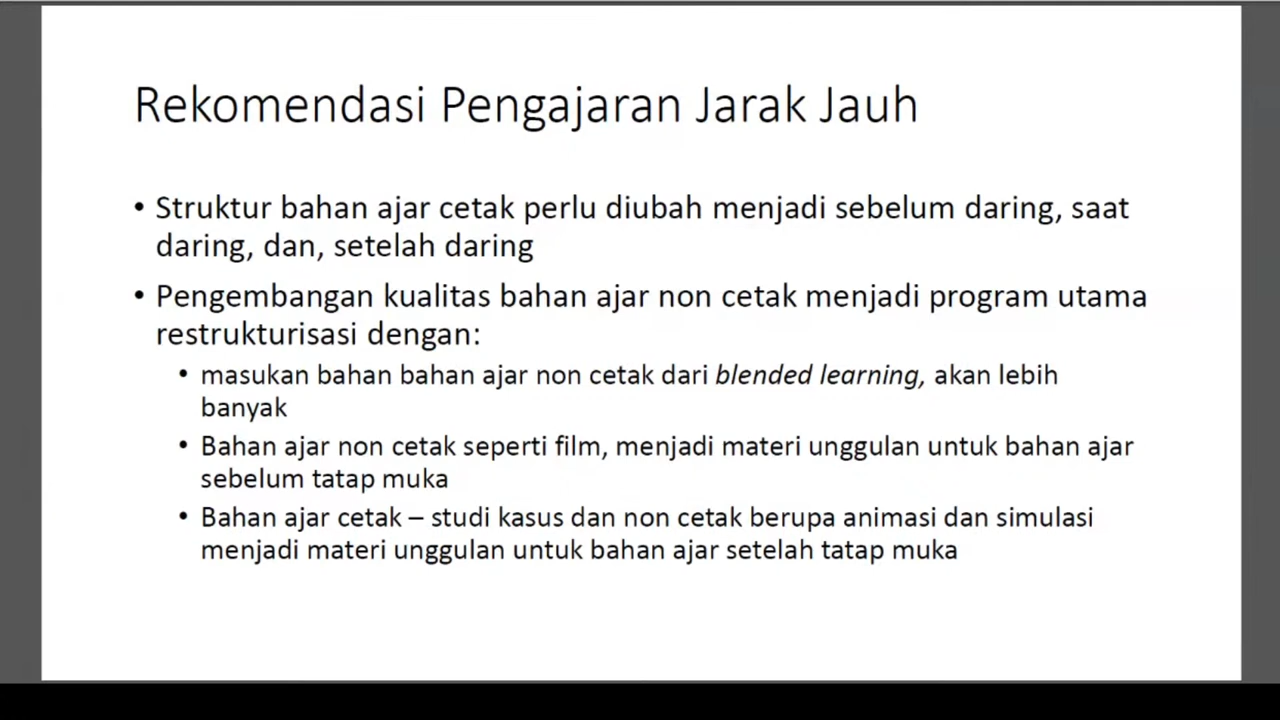 Rekomendasi Pengajaran Jarak Jauh
• Struktur bahan ajar cetak perlu diubah menjadi sebelum daring, saat
daring, dan, setelah daring
• Pengembangan kualitas bahan ajar non cetak menjadi program utama
restrukturisasi dengan:
• masukan bahan bahan ajar non cetak dari blended learning, akan lebih
banyak
• Bahan ajar non cetak seperti film, menjadi materi unggulan untuk bahan ajar
sebelum tatap muka
• Bahan ajar cetak – studi kasus dan non cetak berupa animasi dan simulasi
menjadi materi unggulan untuk bahan ajar setelah tatap muka